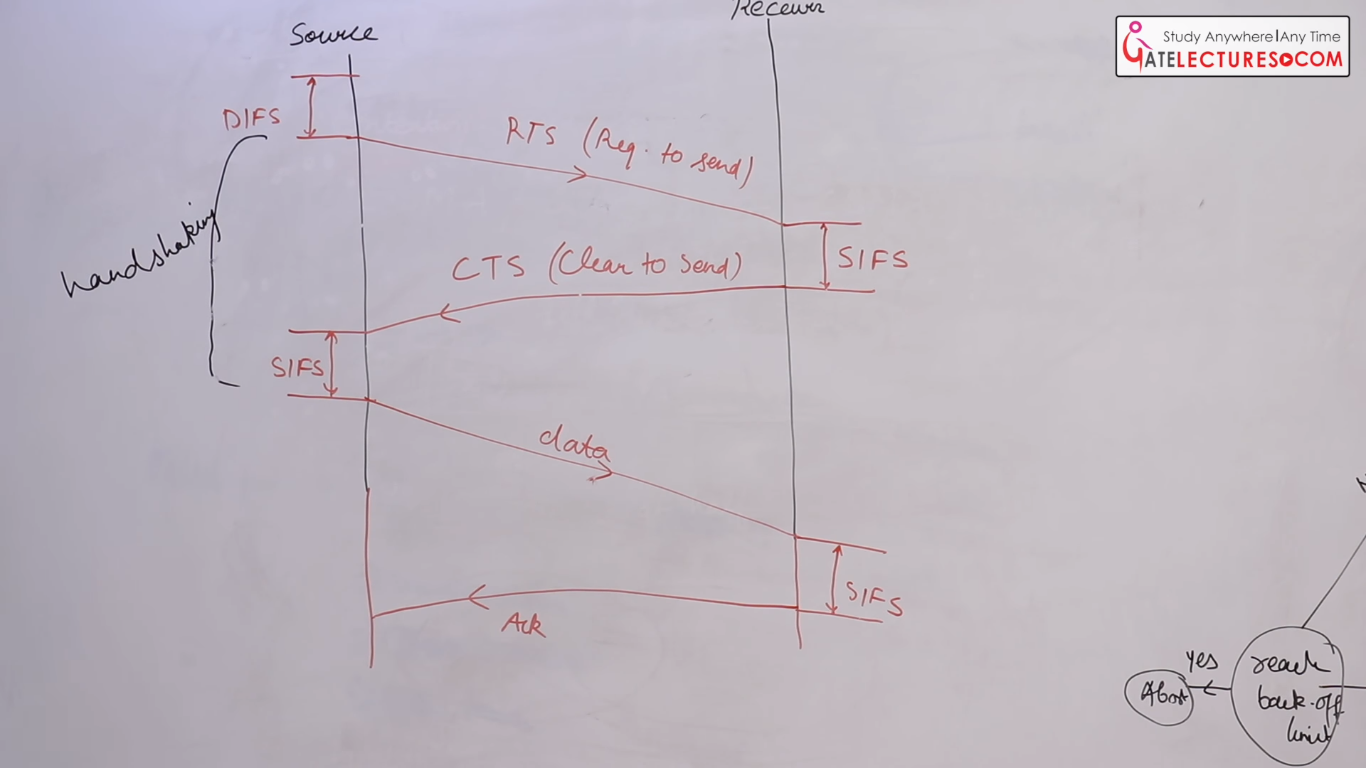 Receiver
Source
Study Anywhere | Any Time
GATELECTURES.COM
DIFS
RTS (Req. to send)
handshaking
CTS (Clear to Send)
SIFS
SIFS
data
SIFS
Ack
Yes
Abort
reach
back-off
limit